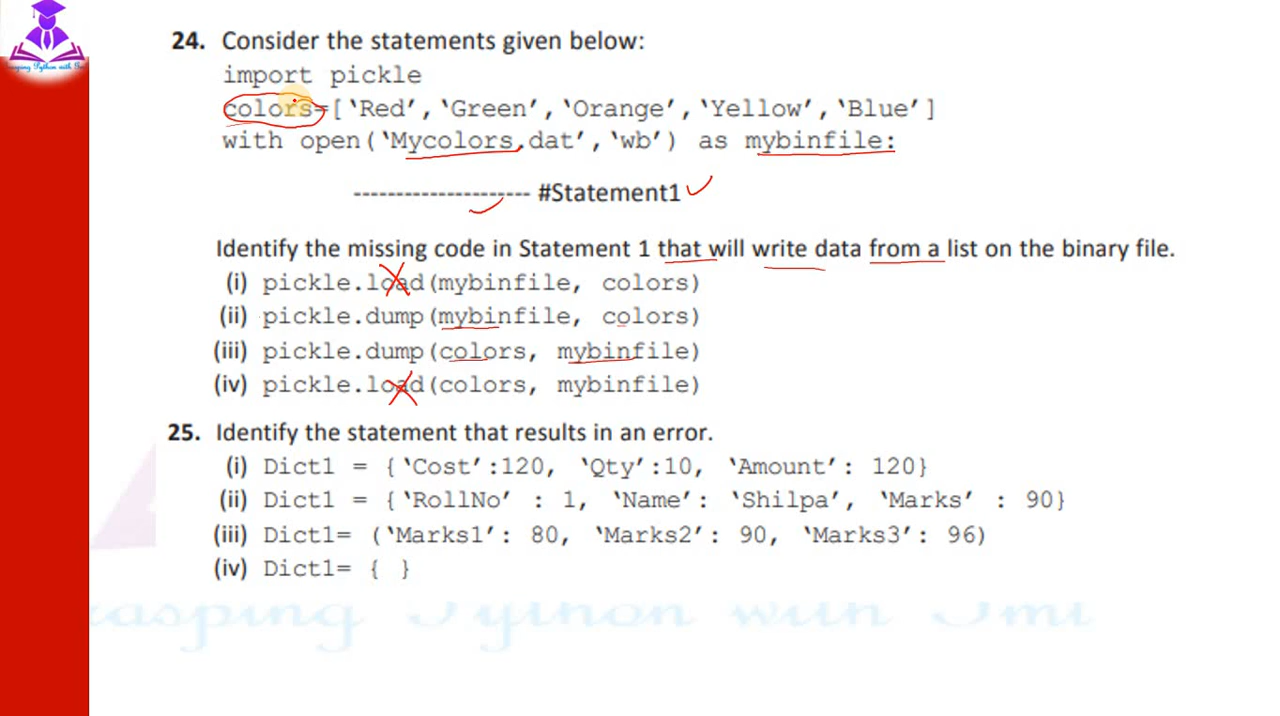 24. Consider the statements given below:
import pickle
colors=[‘Red’,‘Green’,‘Orange’,‘Yellow’,‘Blue’]
with open(‘Mycolors.dat’,‘wb’) as mybinfile:
--------------------- #Statement1
Identify the missing code in Statement 1 that will write data from a list on the binary file.
(i) pickle.load(mybinfile, colors)
(ii) pickle.dump(mybinfile, colors)
(iii) pickle.dump(colors, mybinfile)
(iv) pickle.load(colors, mybinfile)
25. Identify the statement that results in an error.
(i) Dict1 = {‘Cost’:120, ‘Qty’:10, ‘Amount’: 120}
(ii) Dict1 = {‘RollNo’ : 1, ‘Name’: ‘Shilpa’, ‘Marks’ : 90}
(iii) Dict1= (‘Marks1’: 80, ‘Marks2’: 90, ‘Marks3’: 96)
(iv) Dict1= { }